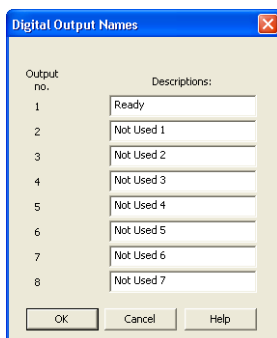 Digital Output Names
Output
no.
Descriptions:
1 Ready
2 Not Used 1
3 Not Used 2
4 Not Used 3
5 Not Used 4
6 Not Used 5
7 Not Used 6
8 Not Used 7
OK Cancel Help